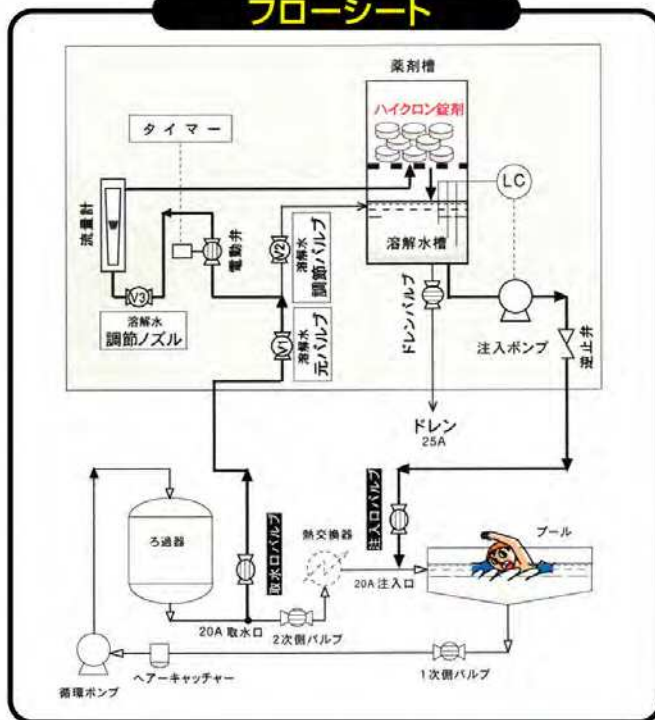 フローシート
薬剤槽
ハイクロン錠剤
タイマー
LC
流量計
電動弁
V2
溶解水
調節バルブ
溶解水槽
V3
溶解水
調節ノズル
V1
溶解水
元バルブ
ドレンバルブ
注入ポンプ
逆止弁
ドレン
25A
ろ過器
取水口バルブ
熱交換器
注入口バルブ
プール
20A 注入口
20A 取水口
2次側バルブ
循環ポンプ
ヘアーキャッチャー
1次側バルブ